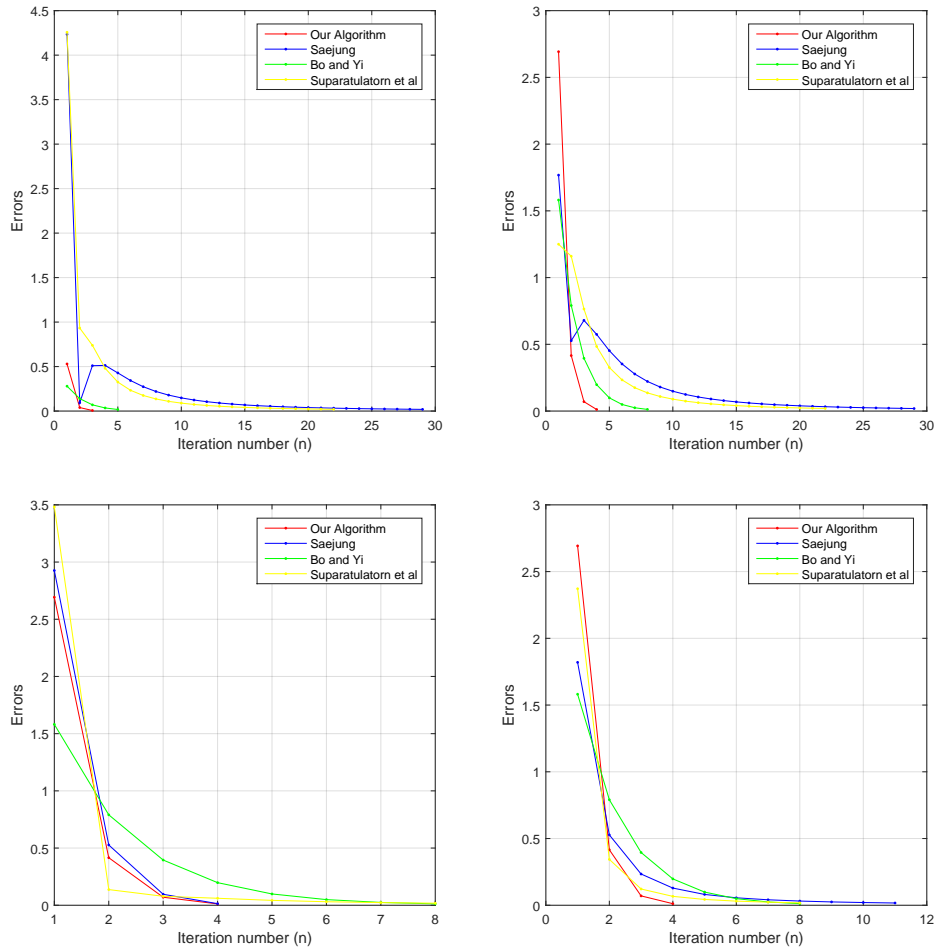 4.5
4
3.5
3
2.5
2
1.5
1
0.5
0
Errors
0 5 10 15 20 25 30
Iteration number (n)
Our Algorithm
Saejung
Bo and Yi
Suparatulatorn et al
3
2.5
2
1.5
1
0.5
0
Errors
0 5 10 15 20 25 30
Iteration number (n)
Our Algorithm
Saejung
Bo and Yi
Suparatulatorn et al
3.5
3
2.5
2
1.5
1
0.5
0
Errors
1 2 3 4 5 6 7 8
Iteration number (n)
Our Algorithm
Saejung
Bo and Yi
Suparatulatorn et al
3
2.5
2
1.5
1
0.5
0
Errors
0 2 4 6 8 10 12
Iteration number (n)
Our Algorithm
Saejung
Bo and Yi
Suparatulatorn et al